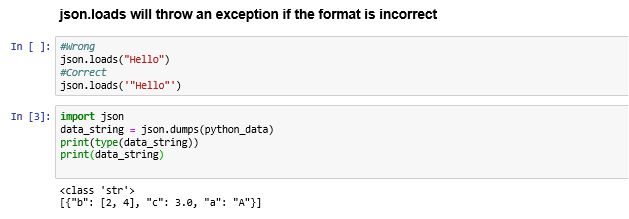 json.loads will throw an exception if the format is incorrect
In [ ]: #Wrong
json.loads("Hello")
#Correct
json.loads('"Hello"')
In [3]: import json
data_string = json.dumps(python_data)
print(type(data_string))
print(data_string)
<class 'str'>
[{"b": [2, 4], "c": 3.0, "a": "A"}]